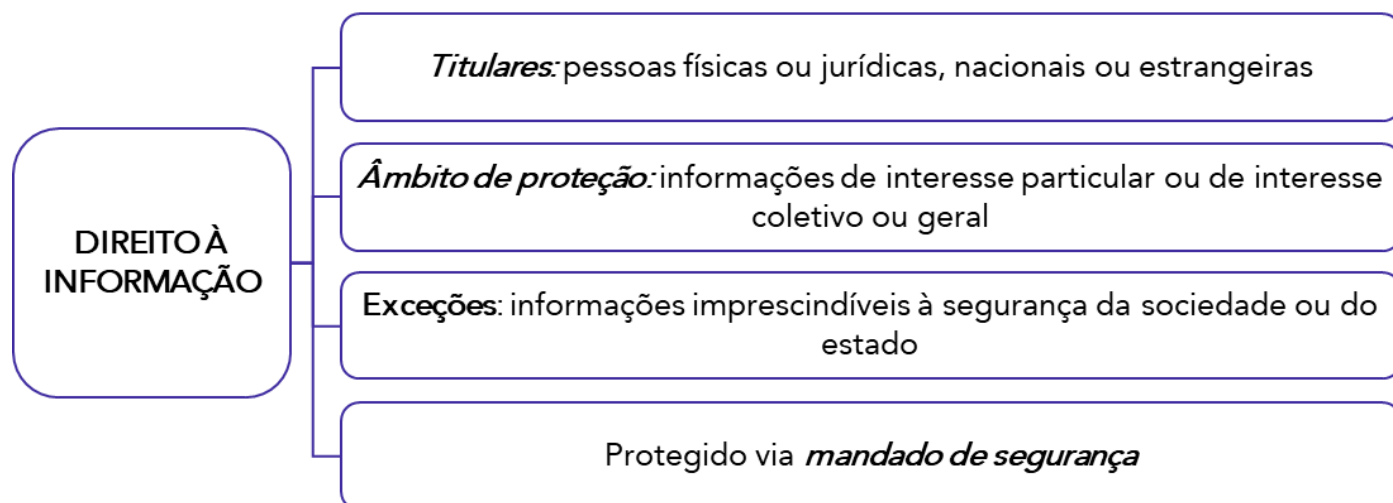 DIREITO À
INFORMAÇÃO
Titulares: pessoas físicas ou jurídicas, nacionais ou estrangeiras
Âmbito de proteção: informações de interesse particular ou de interesse
coletivo ou geral
Exceções: informações imprescindíveis à segurança da sociedade ou do
estado
Protegido via mandado de segurança